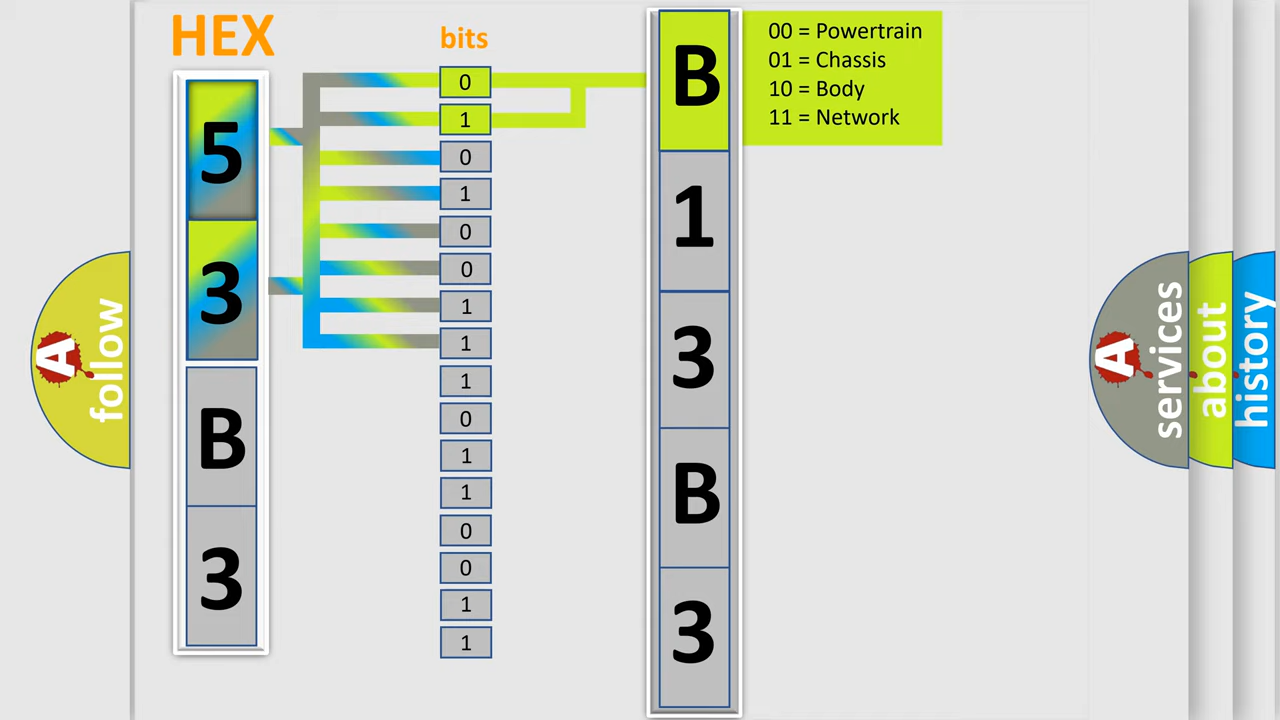 HEX
5
3
B
3
bits
0
1
0
1
0
0
1
1
1
0
1
1
0
0
1
1
B
1
3
B
3
00 = Powertrain
01 = Chassis
10 = Body
11 = Network
A
follow
A
services
about
history